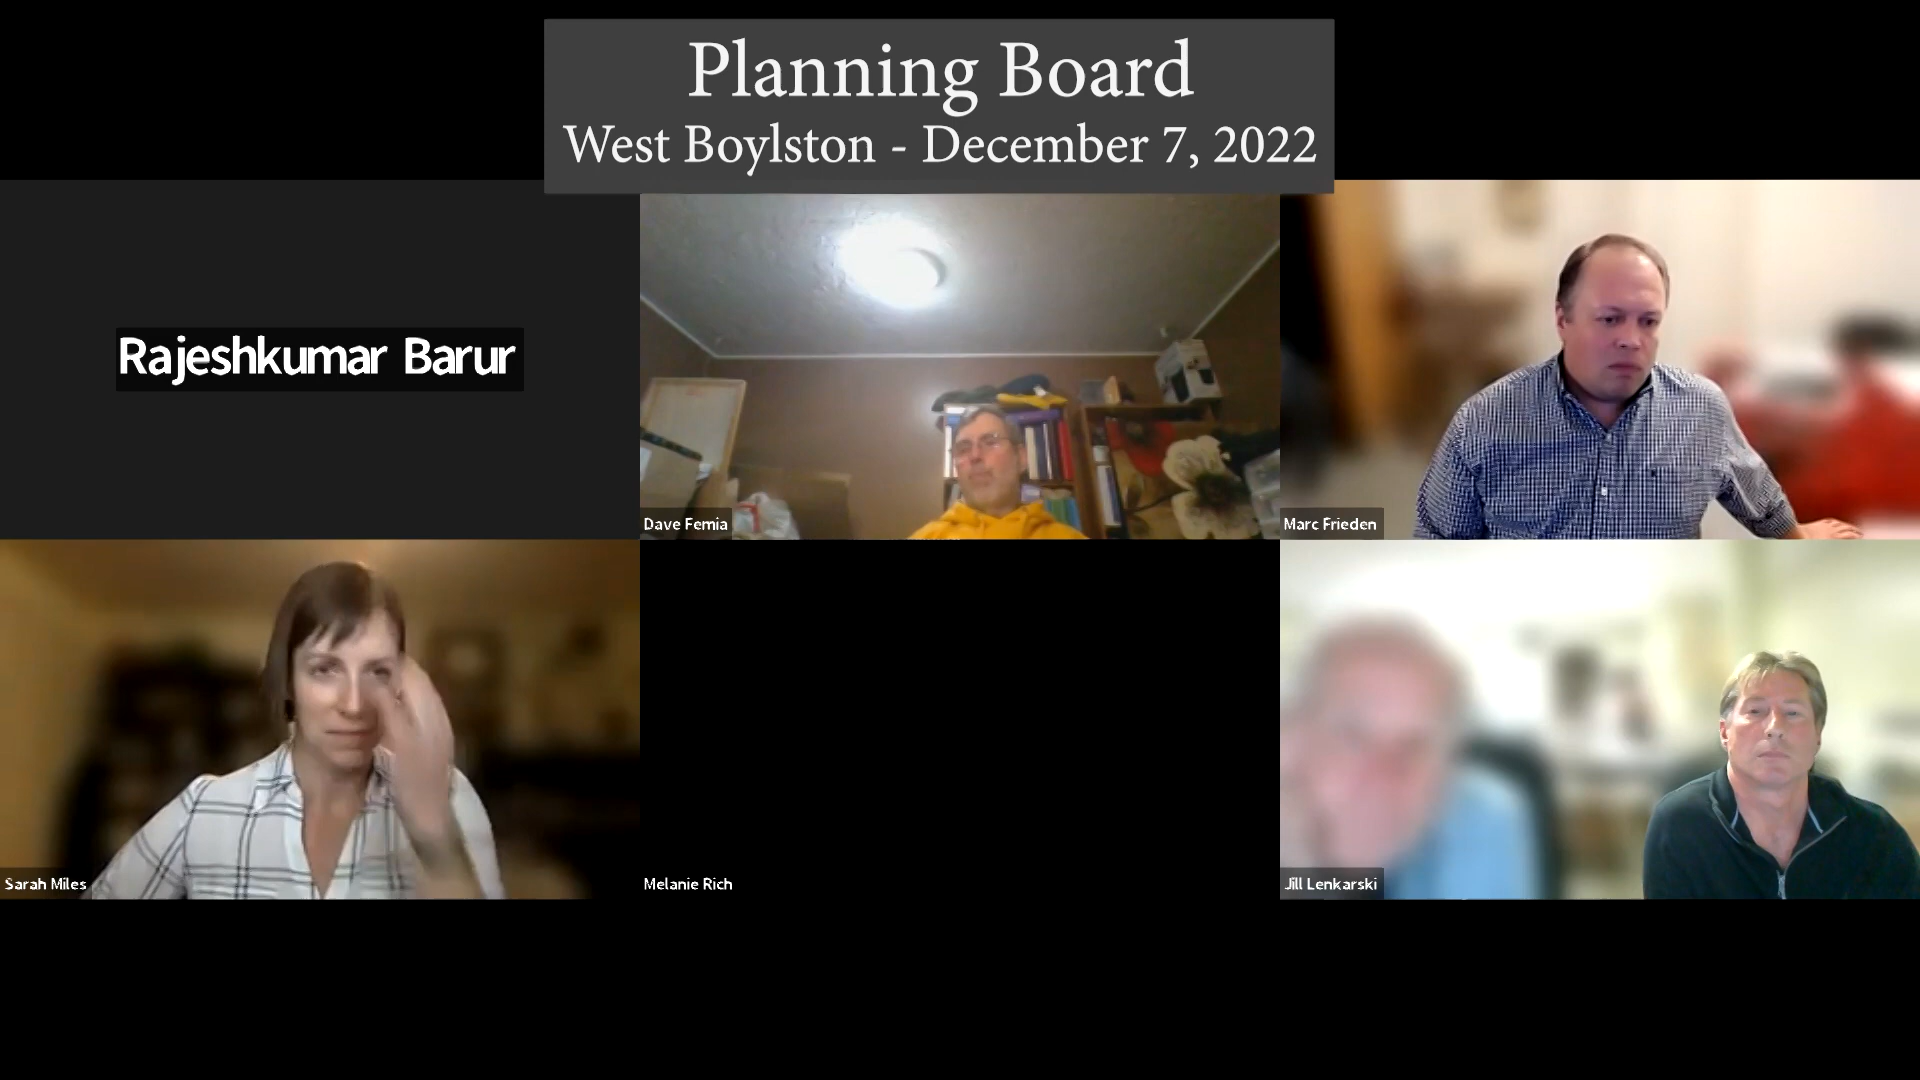 Planning Board
West Boylston - December 7, 2022
Rajeshkumar Barur
Dave Femia
Marc Frieden
Sarah Miles
Melanie Rich
Jill Lenkarski